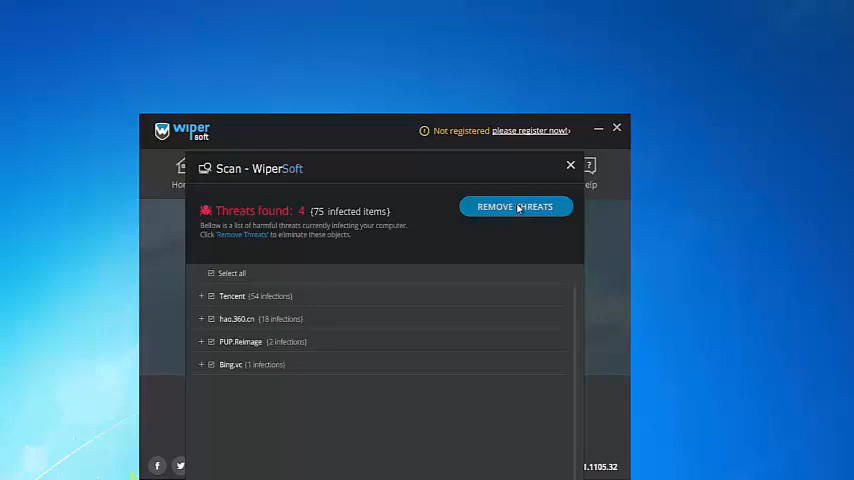 wiper
soft
Not registered please register now!›
Scan - WiperSoft
Threats found: 4 {75 infected items}
REMOVE THREATS
Bellow is a list of harmful threats currently infecting your computer.
Click 'Remove Threats' to eliminate these objects.
Select all
+ Tencent {54 infections}
+ hao.360.cn {18 infections}
+ PUP.Reimage {2 infections}
+ Bing.vc {1 infections}
1.1105.32